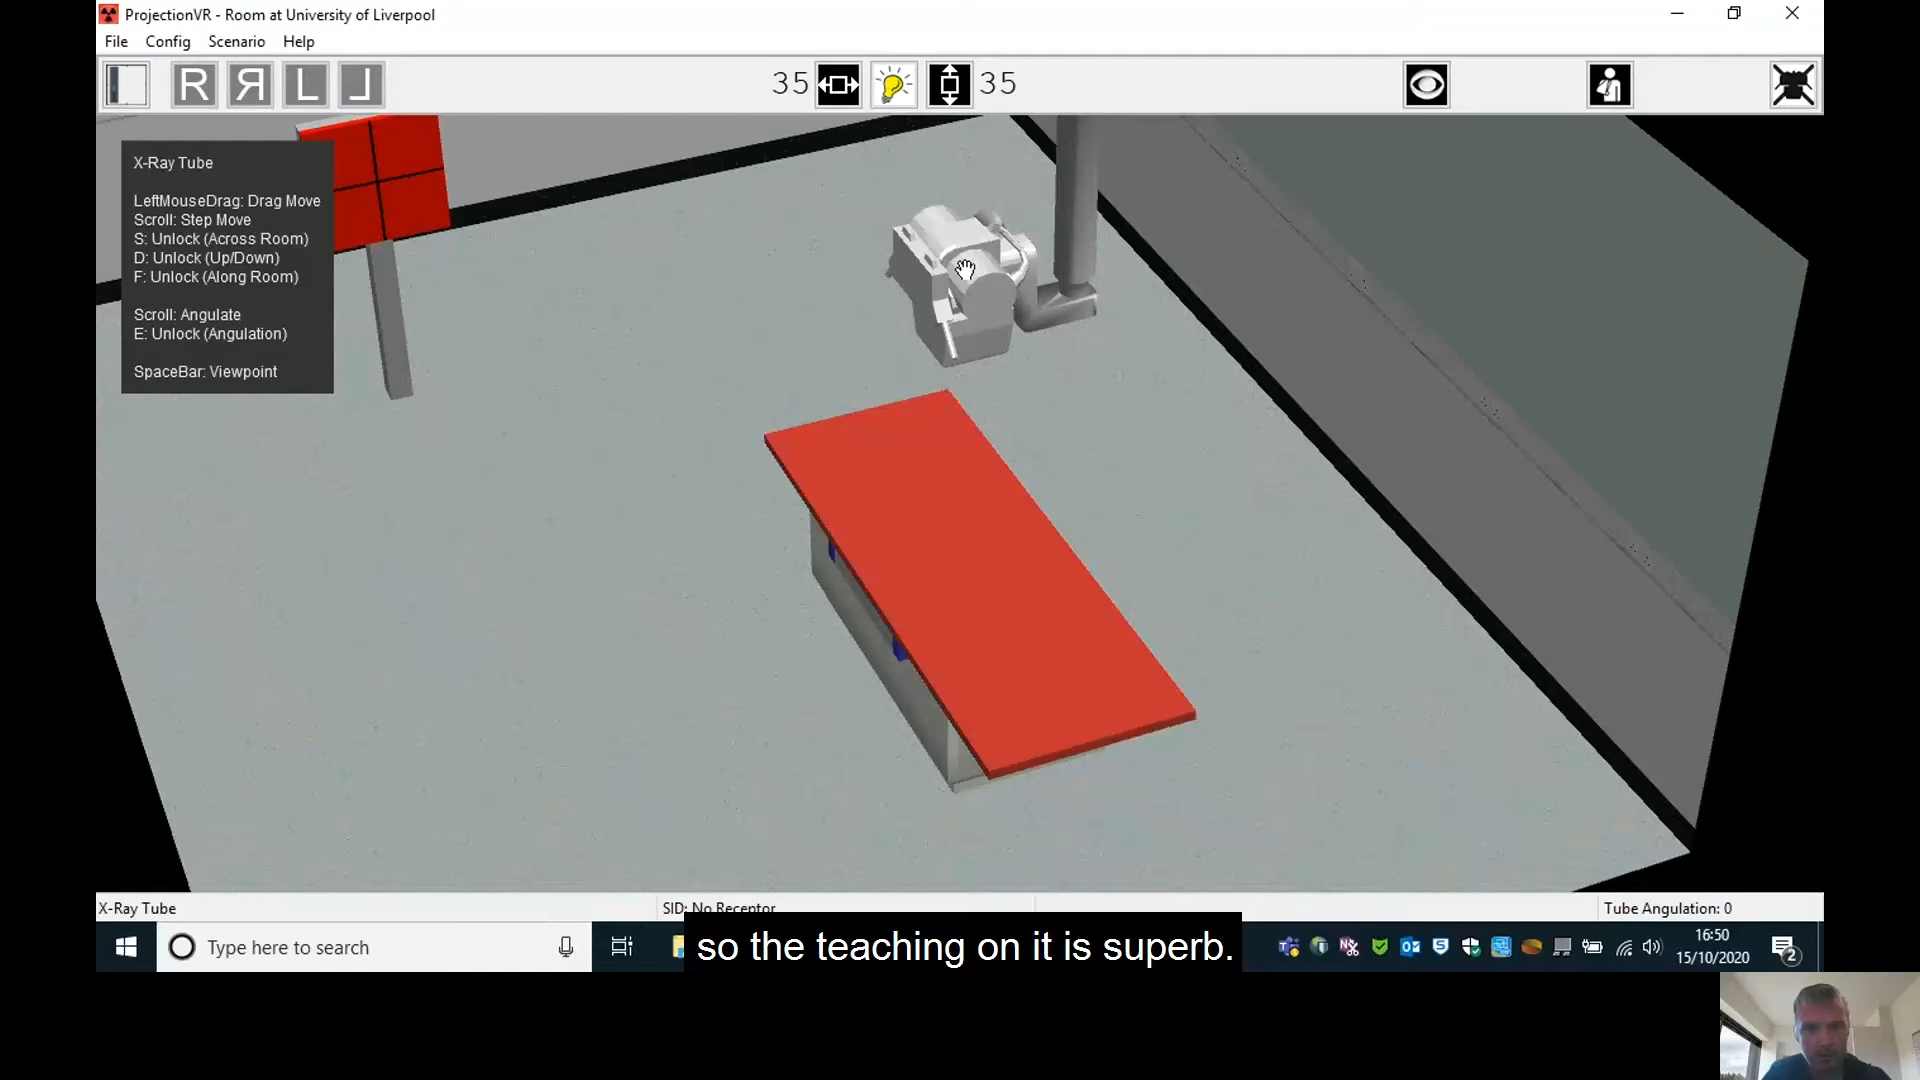 ProjectionVR - Room at University of Liverpool
File Config Scenario Help
R R L L 35 35
X-Ray Tube
LeftMouseDrag: Drag Move
Scroll: Step Move
S: Unlock (Across Room)
D: Unlock (Up/Down)
F: Unlock (Along Room)
Scroll: Angulate
E: Unlock (Angulation)
SpaceBar: Viewpoint
X-Ray Tube SID: No Receptor Tube Angulation: 0
so the teaching on it is superb.
Type here to search
16:50
15/10/2020
2